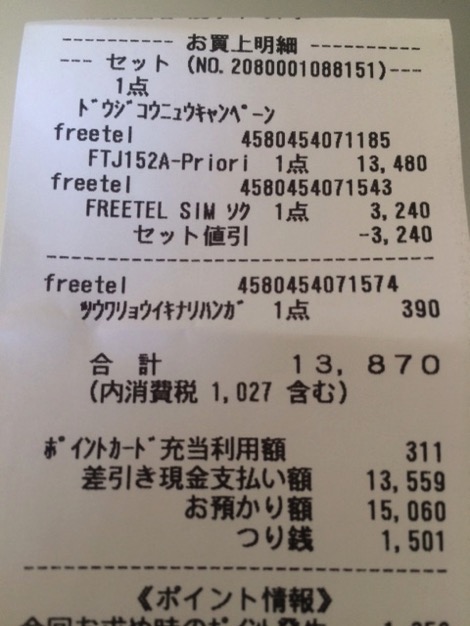 ---------- お買上明細 ----------
--- セット (NO. 2080001088151)---
1点
ﾄﾞｳｼﾞｺｳﾆｭｳｷｬﾝﾍﾟｰﾝ
freetel 4580454071185
FTJ152A-Priori 1点 13,480
freetel 4580454071543
FREETEL SIM ｿｸ 1点 3,240
セット値引 -3,240
--------------------------------
freetel 4580454071574
ﾂｳﾜﾘｮｳｲｷﾅﾘﾊﾝｶﾞ 1点 390
合 計 １３，８７０
(内消費税 1,027 含む)
ﾎﾟｲﾝﾄｶｰﾄﾞ充当利用額 311
差引き現金支払い額 13,559
お預かり額 15,060
つり銭 1,501
--------------------------------
《ポイント情報》